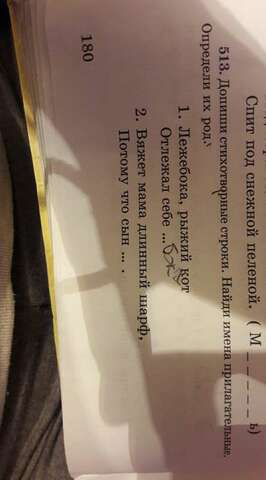 Спит под снежной пеленой. ( М _ _ _ _ _ ь)
513. Допиши стихотворные строки. Найди имена прилагательные.
Определи их род.
1. Лежебока, рыжий кот
Отлежал себе ...
2. Вяжет мама длинный шарф,
Потому что сын ... .
180